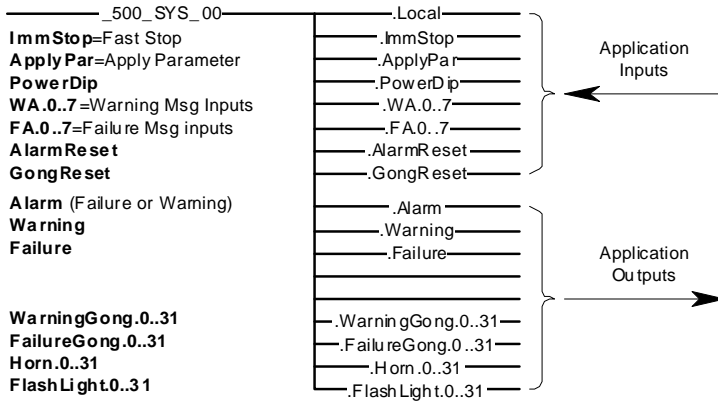 _500_SYS_00
ImmStop=Fast Stop
ApplyPar=Apply Parameter
PowerDip
WA.0..7=Warning Msg Inputs
FA.0..7=Failure Msg inputs
AlarmReset
GongReset
Alarm (Failure or Warning)
Warning
Failure
WarningGong.0..31
FailureGong.0..31
Horn.0..31
FlashLight.0..31
.Local
.ImmStop
.ApplyPar
.PowerDip
.WA.0..7
.FA.0..7
.AlarmReset
.GongReset
.Alarm
.Warning
.Failure
.WarningGong.0..31
.FailureGong.0..31
.Horn.0..31
.FlashLight.0..31
Application
Inputs
Application
Outputs